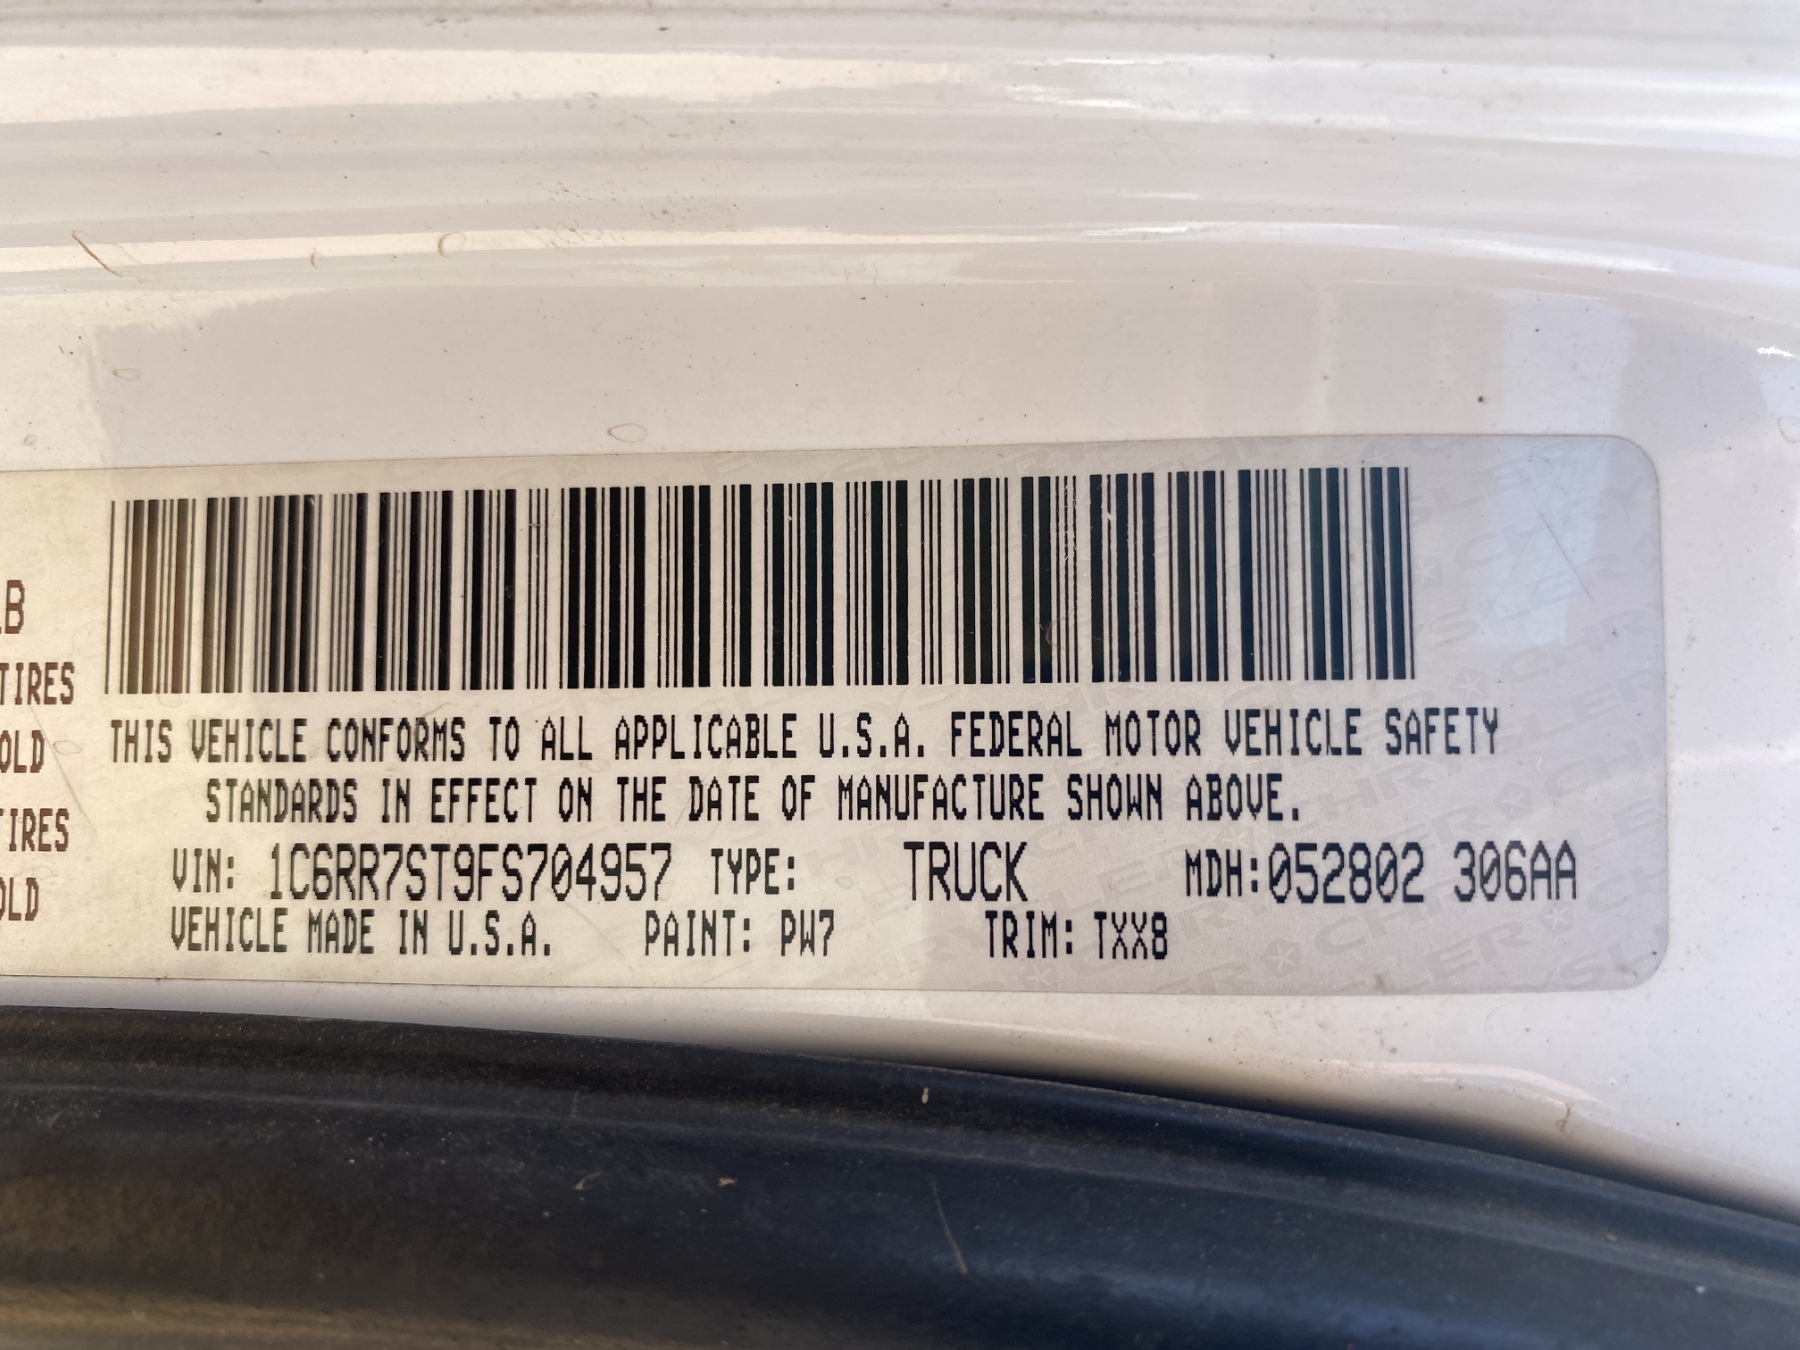 LB
TIRES
OLD
TIRES
OLD
THIS VEHICLE CONFORMS TO ALL APPLICABLE U.S.A. FEDERAL MOTOR VEHICLE SAFETY
STANDARDS IN EFFECT ON THE DATE OF MANUFACTURE SHOWN ABOVE.
VIN: 1C6RR7ST9FS704957 TYPE: TRUCK MDH:052802 306AA
VEHICLE MADE IN U.S.A. PAINT: PW7 TRIM: TXX8